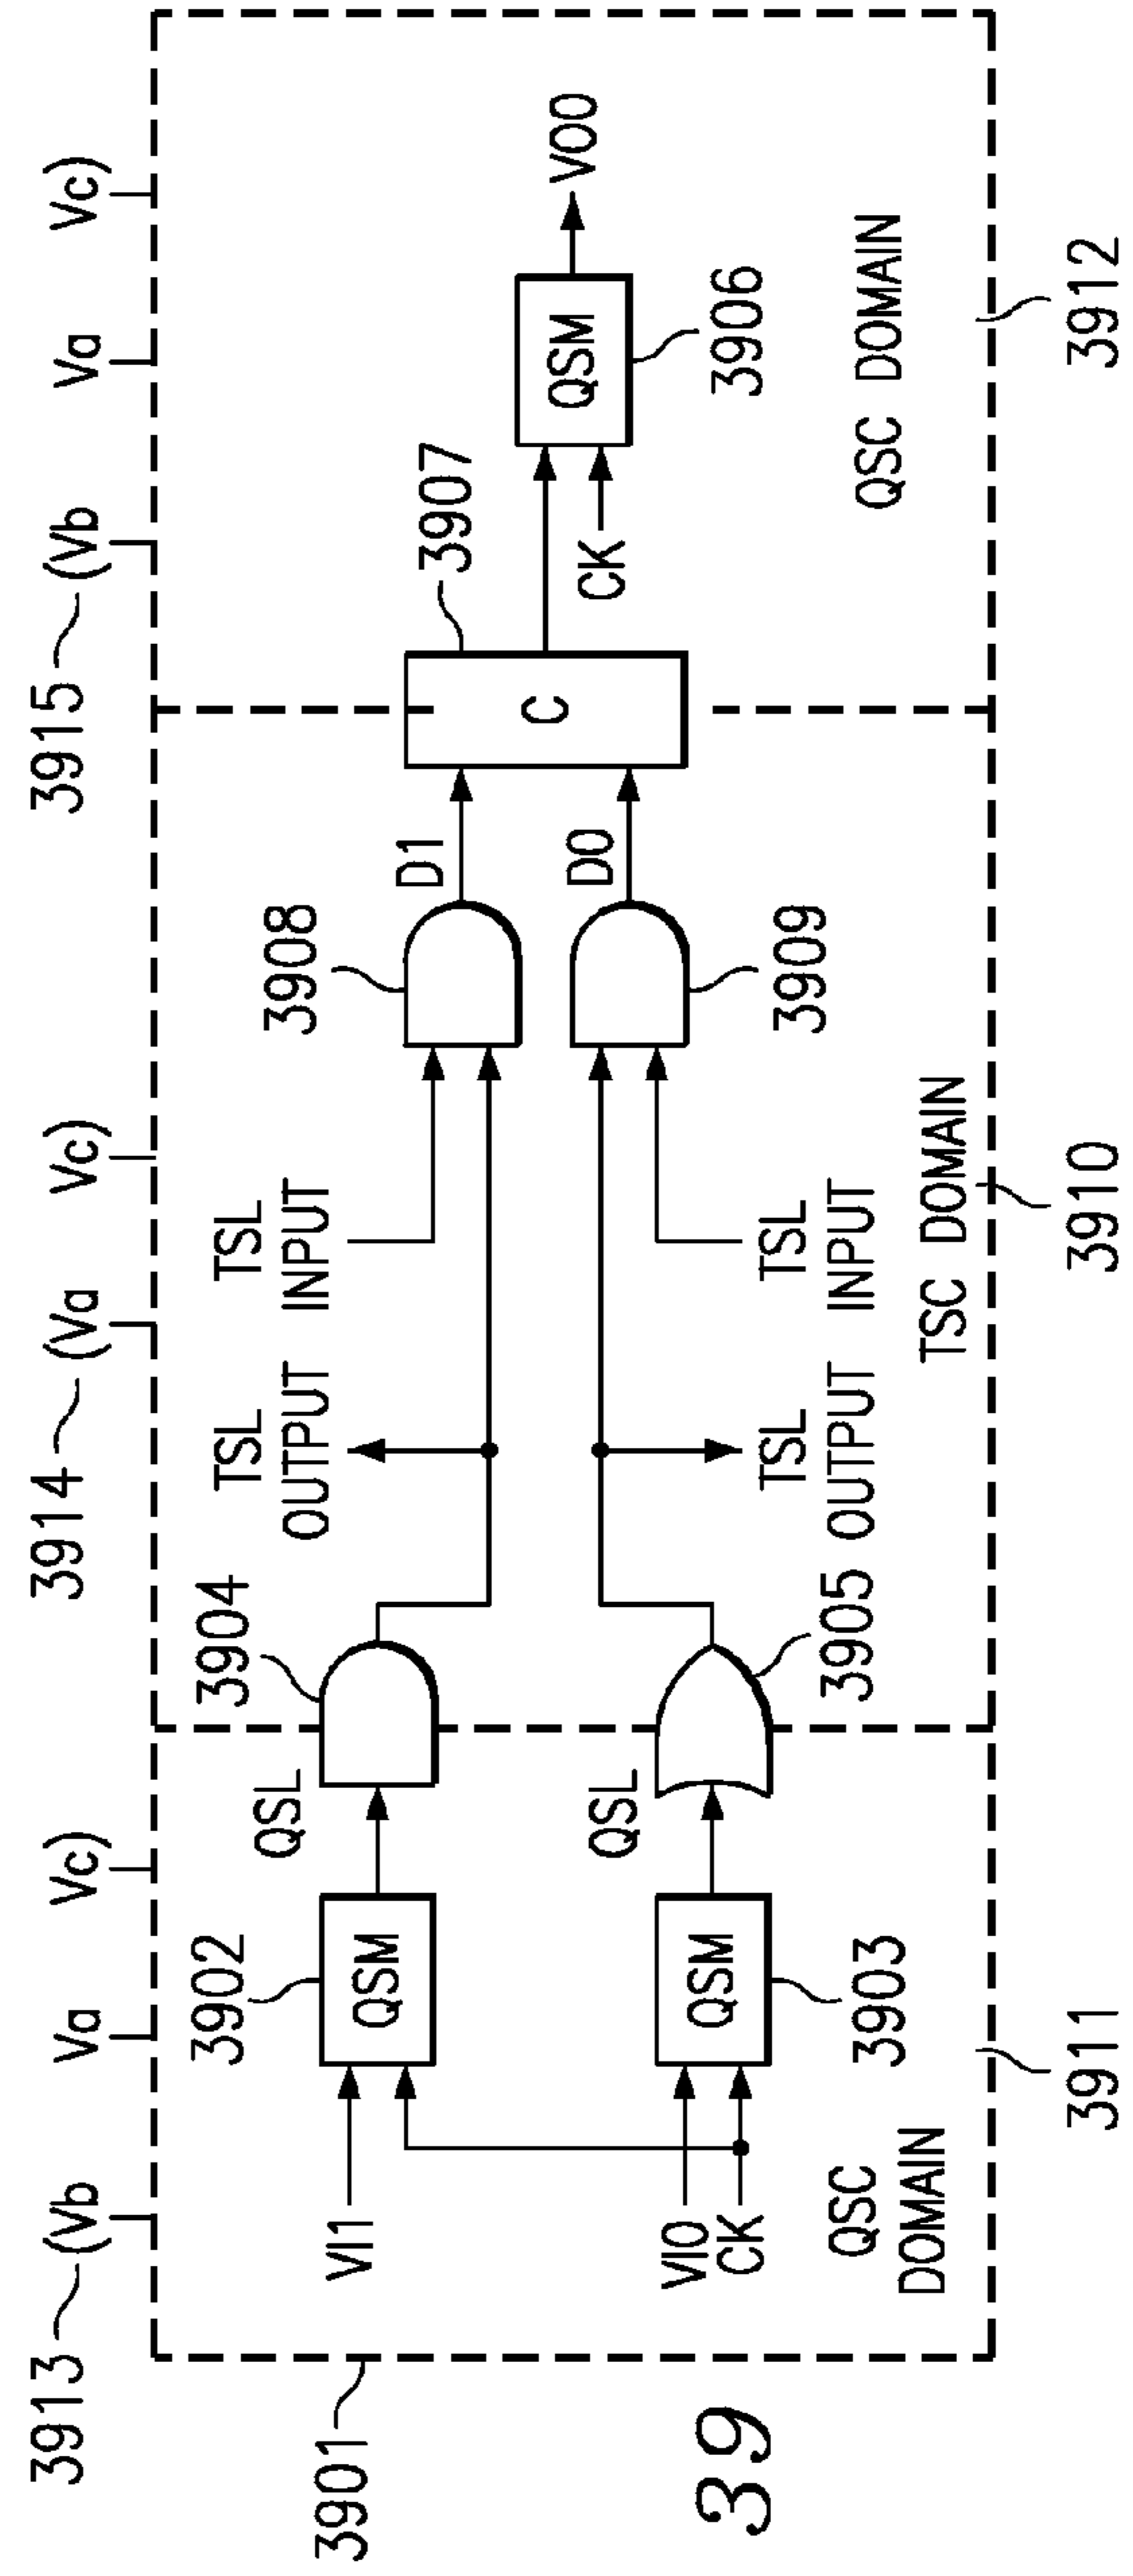 3913 (Vb Va Vc) 3914 (Va Vc) 3915 (Vb Va Vc)
3901
3902
3904
TSL
OUTPUT
TSL
INPUT
3908
3907
VI1
QSM
QSL
D1
C
QSM
VOO
CK
3906
VIO
CK
QSM
QSL
D0
3903
3905
TSL
OUTPUT
TSL
INPUT
3909
QSC
DOMAIN
TSC DOMAIN
QSC DOMAIN
3911
3910
3912
39